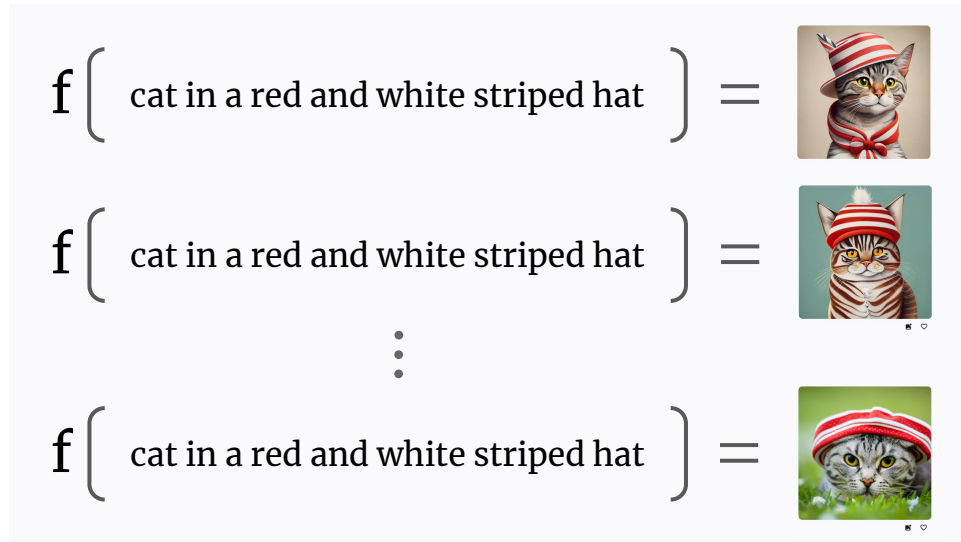 f ( cat in a red and white striped hat ) =
f ( cat in a red and white striped hat ) =
f ( cat in a red and white striped hat ) =